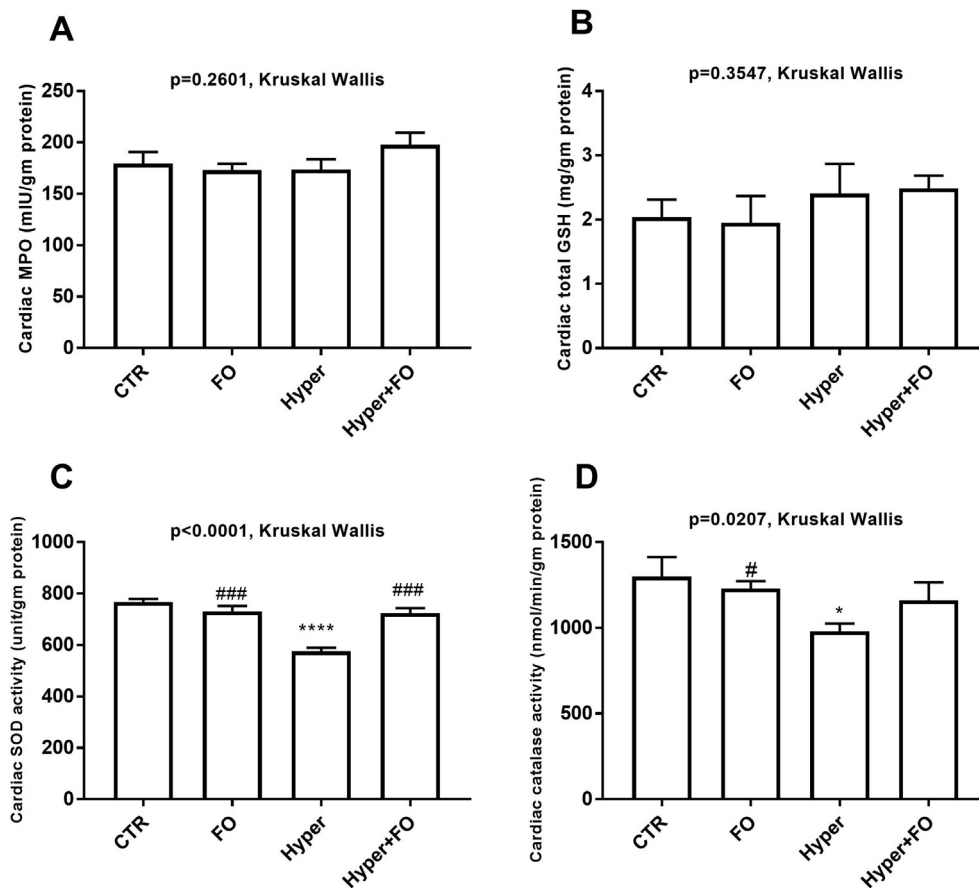 A
p=0.2601, Kruskal Wallis
Cardiac MPO (mIU/gm protein)
250
200
150
100
50
0
CTR
FO
Hyper
Hyper+FO
B
p=0.3547, Kruskal Wallis
Cardiac total GSH (mg/gm protein)
4
3
2
1
0
CTR
FO
Hyper
Hyper+FO
C
p<0.0001, Kruskal Wallis
Cardiac SOD activity (unit/gm protein)
1000
800
600
400
200
0
###
****
###
CTR
FO
Hyper
Hyper+FO
D
p=0.0207, Kruskal Wallis
Cardiac catalase activity (nmol/min/gm protein)
1500
1000
500
0
#
*
CTR
FO
Hyper
Hyper+FO